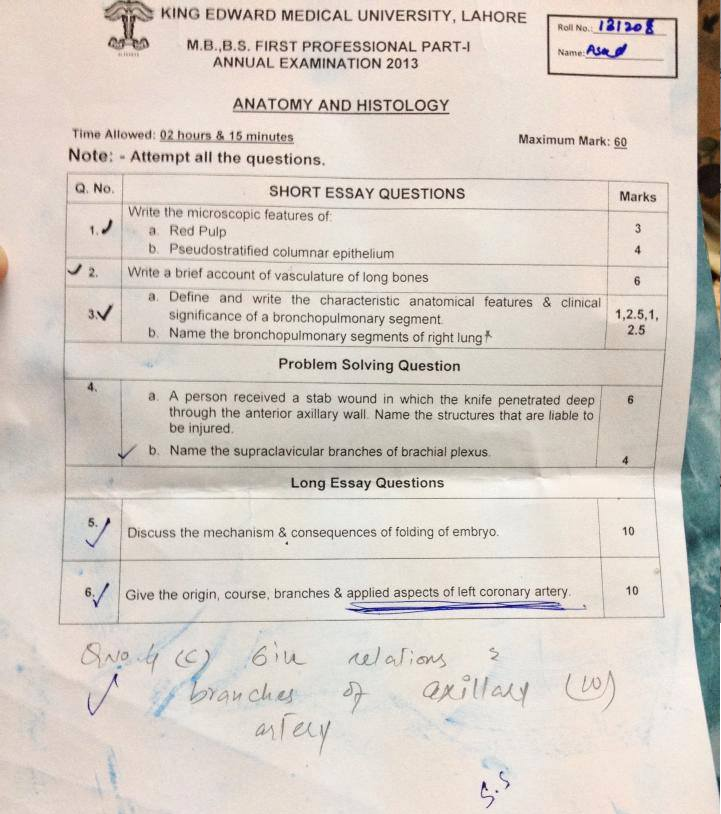 KING EDWARD MEDICAL UNIVERSITY, LAHORE
M.B.,B.S. FIRST PROFESSIONAL PART-I
ANNUAL EXAMINATION 2013
Roll No.: 131208
Name: Asad
ANATOMY AND HISTOLOGY
Time Allowed: 02 hours & 15 minutes
Maximum Mark: 60
Note: - Attempt all the questions.
Q. No. SHORT ESSAY QUESTIONS Marks
1. Write the microscopic features of:
a. Red Pulp 3
b. Pseudostratified columnar epithelium 4
2. Write a brief account of vasculature of long bones 6
3. a. Define and write the characteristic anatomical features & clinical
significance of a bronchopulmonary segment. 1,2.5,1,
b. Name the bronchopulmonary segments of right lung 2.5
Problem Solving Question
4. a. A person received a stab wound in which the knife penetrated deep 6
through the anterior axillary wall. Name the structures that are liable to
be injured.
b. Name the supraclavicular branches of brachial plexus. 4
Long Essay Questions
5. Discuss the mechanism & consequences of folding of embryo. 10
6. Give the origin, course, branches & applied aspects of left coronary artery. 10
QNo. 4 (C) Give relations &
branches of axillary (10)
artery
S.S